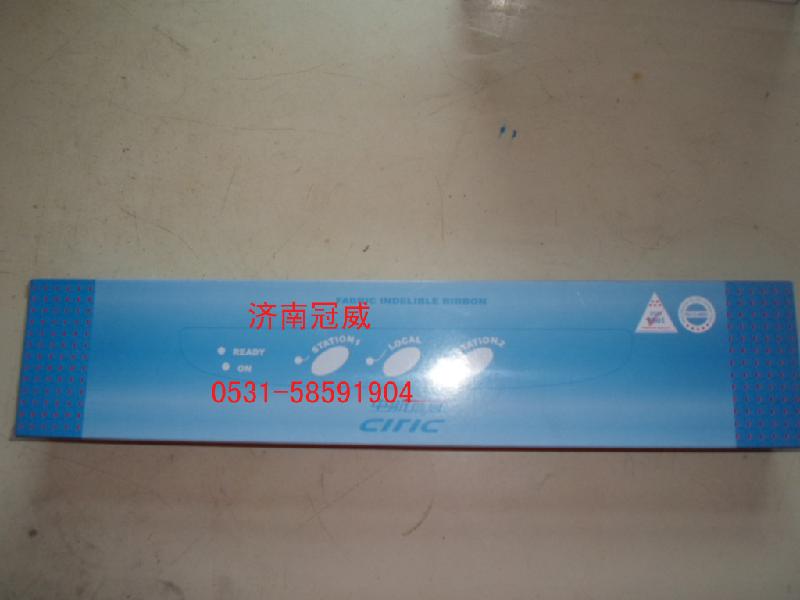 FABRIC INDELIBLE RIBBON
济南冠威
READY
ON
STATION1
LOCAL
STATION2
0531-58591904
CITIC